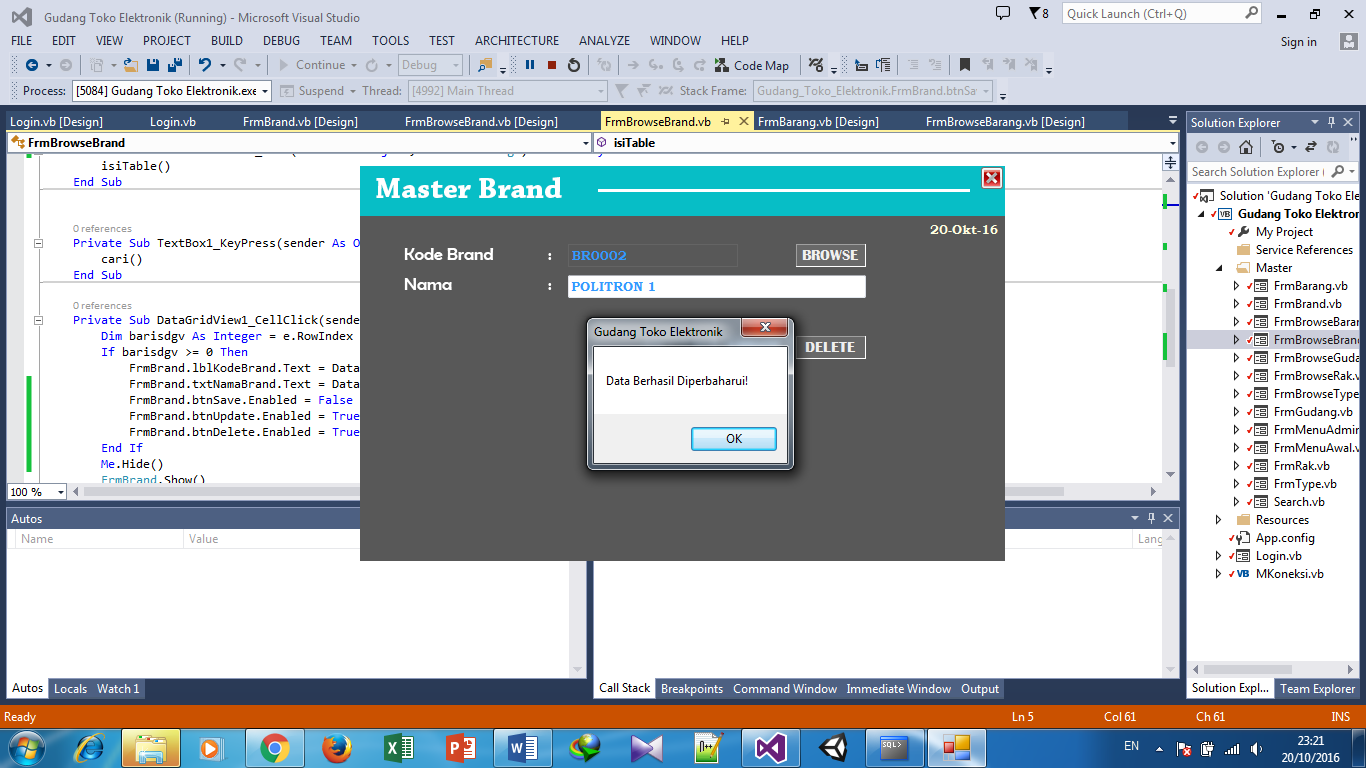 Gudang Toko Elektronik (Running) - Microsoft Visual Studio
8
Quick Launch (Ctrl+Q)
FILE EDIT VIEW PROJECT BUILD DEBUG TEAM TOOLS TEST ARCHITECTURE ANALYZE WINDOW HELP
Sign in
Continue Debug Code Map
Process: [5084] Gudang Toko Elektronik.exe Suspend Thread: [4992] Main Thread Stack Frame: Gudang_Toko_Elektronik.FrmBrand.btnSa
Login.vb [Design] Login.vb FrmBrand.vb [Design] FrmBrowseBrand.vb [Design] FrmBrowseBrand.vb FrmBarang.vb [Design] FrmBrowseBarang.vb [Design]
FrmBrowseBrand isiTable
isiTable()
End Sub
0 references
Private Sub TextBox1_KeyPress(sender As O
cari()
End Sub
0 references
Private Sub DataGridView1_CellClick(sende
Dim barisdgv As Integer = e.RowIndex
If barisdgv >= 0 Then
FrmBrand.lblKodeBrand.Text = Data
FrmBrand.txtNamaBrand.Text = Data
FrmBrand.btnSave.Enabled = False
FrmBrand.btnUpdate.Enabled = True
FrmBrand.btnDelete.Enabled = True
End If
Me.Hide()
FrmBrand.Show()
100 %
Master Brand
20-Okt-16
Kode Brand : BR0002 BROWSE
Nama : POLITRON 1
DELETE
Gudang Toko Elektronik
Data Berhasil Diperbaharui!
OK
Autos
Name Value
Lang
Autos Locals Watch 1
Call Stack Breakpoints Command Window Immediate Window Output
Solution Explorer
Search Solution Explorer (
Solution 'Gudang Toko Ele
Gudang Toko Elektron
My Project
Service References
Master
FrmBarang.vb
FrmBrand.vb
FrmBrowseBaran
FrmBrowseBrand
FrmBrowseGuda
FrmBrowseRak.v
FrmBrowseType
FrmGudang.vb
FrmMenuAdmin
FrmMenuAwal.v
FrmRak.vb
FrmType.vb
Search.vb
Resources
App.config
Login.vb
MKoneksi.vb
Solution Expl... Team Explorer
Ready Ln 5 Col 61 Ch 61 INS
EN
23:21
20/10/2016